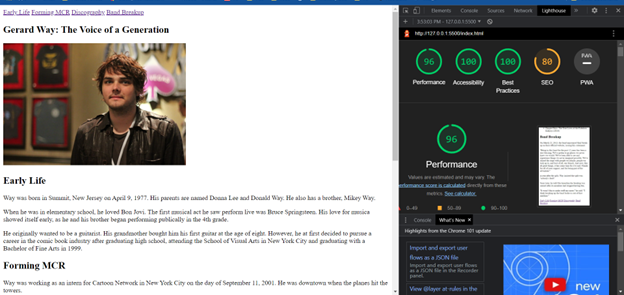 Early Life Forming MCR Discography Band Breakup
Gerard Way: The Voice of a Generation
Early Life
Way was born in Summit, New Jersey on April 9, 1977. His parents are named Donna Lee and Donald Way. He also has a brother, Mikey Way.
When he was in elementary school, he loved Bon Jovi. The first musical act he saw perform live was Bruce Springsteen. His love for musica
showed itself early, as he and his brother began performing publically in the 4th grade.
He originally wanted to be a guitarist. His grandmother bought him his first guitar at the age of eight. However, he at first decided to pursue a
career in the comic book industry after graduating high school, attending the School of Visual Arts in New York City and graduating with a
Bachelor of Fine Arts in 1999.
Forming MCR
Way was working as an intern for Cartoon Network in New York City on the day of September 11, 2001. He was downtown when the planes hit the
towers.
Elements Console Sources Network Lighthouse
3:53:03 PM - 127.0.0.1:5500
http://127.0.0.1:5500/index.html
96 100 100 80
Performance Accessibility Best Practices SEO PWA
96
Performance
Values are estimated and may vary. The
performance score is calculated directly from these
metrics. See calculator.
0–49 50–89 90–100
Band Breakup
Console What's New
Highlights from the Chrome 101 update
Import and export user
flows as a JSON file
Import and export user
flows as JSON file in the Recorder
panel.
View @layer at-rules in the
new